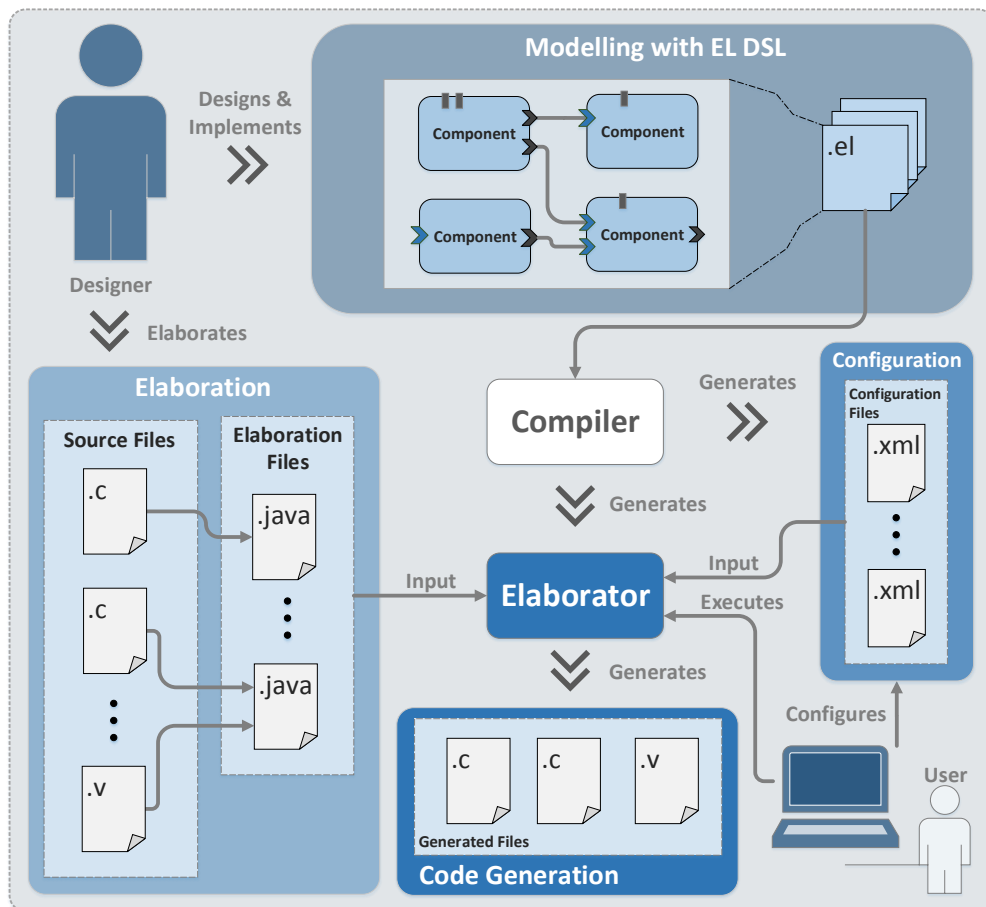 Modelling with EL DSL
Designs &
Implements
Component
Component
Component
Component
.el
Designer
Elaborates
Elaboration
Source Files
Elaboration
Files
.c
.java
.c
.java
.v
Compiler
Generates
Generates
Configuration
Configuration
Files
.xml
.xml
Input
Elaborator
Input
Executes
Generates
Configures
.c
.c
.v
Generated Files
Code Generation
User